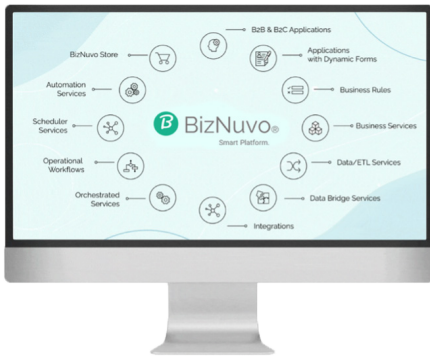 B2B & B2C Applications
BizNuvo Store
Applications
with Dynamic Forms
Automation
Services
Business Rules
Scheduler
Services
B BizNuvo®
Smart Platform.
Business Services
Operational
Workflows
Data/ETL Services
Orchestrated
Services
Data Bridge Services
Integrations